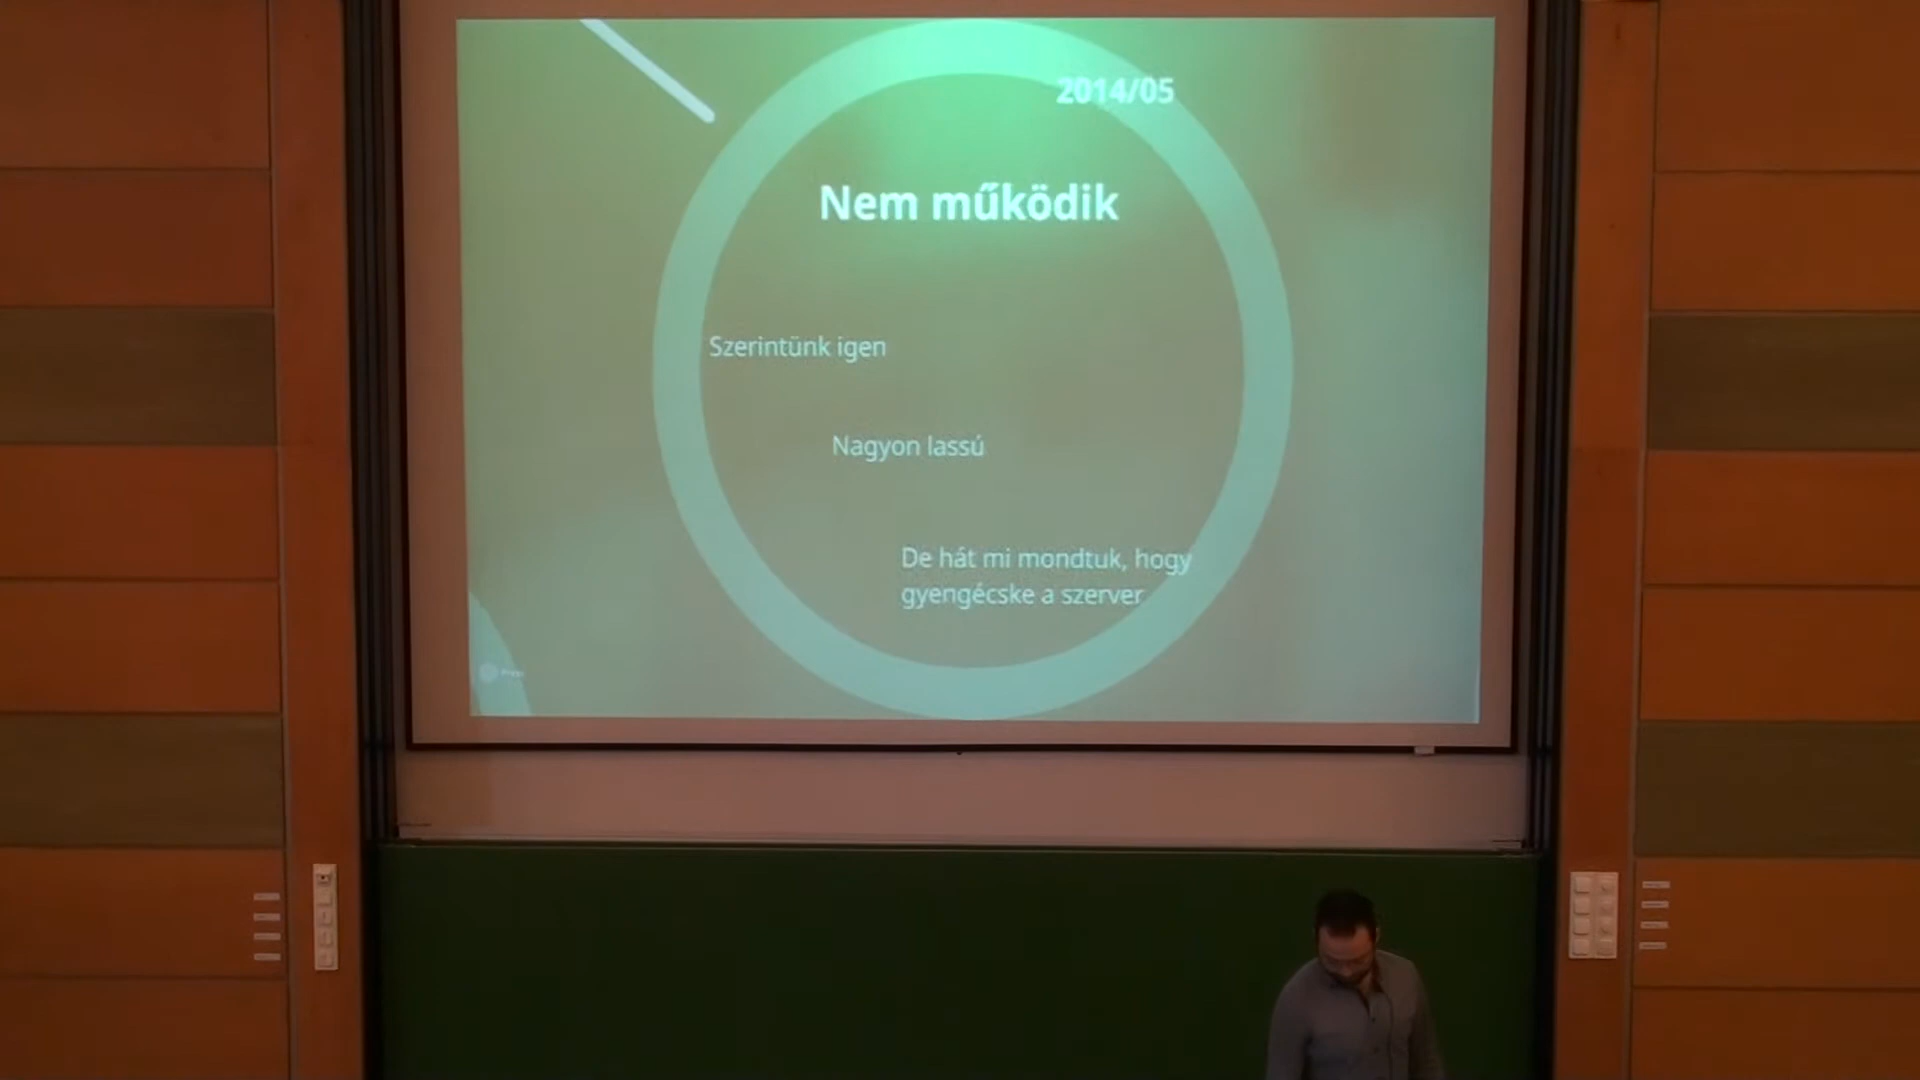 2014/05
Nem működik
Szerintünk igen
Nagyon lassú
De hát mi mondtuk, hogy
gyengécske a szerver